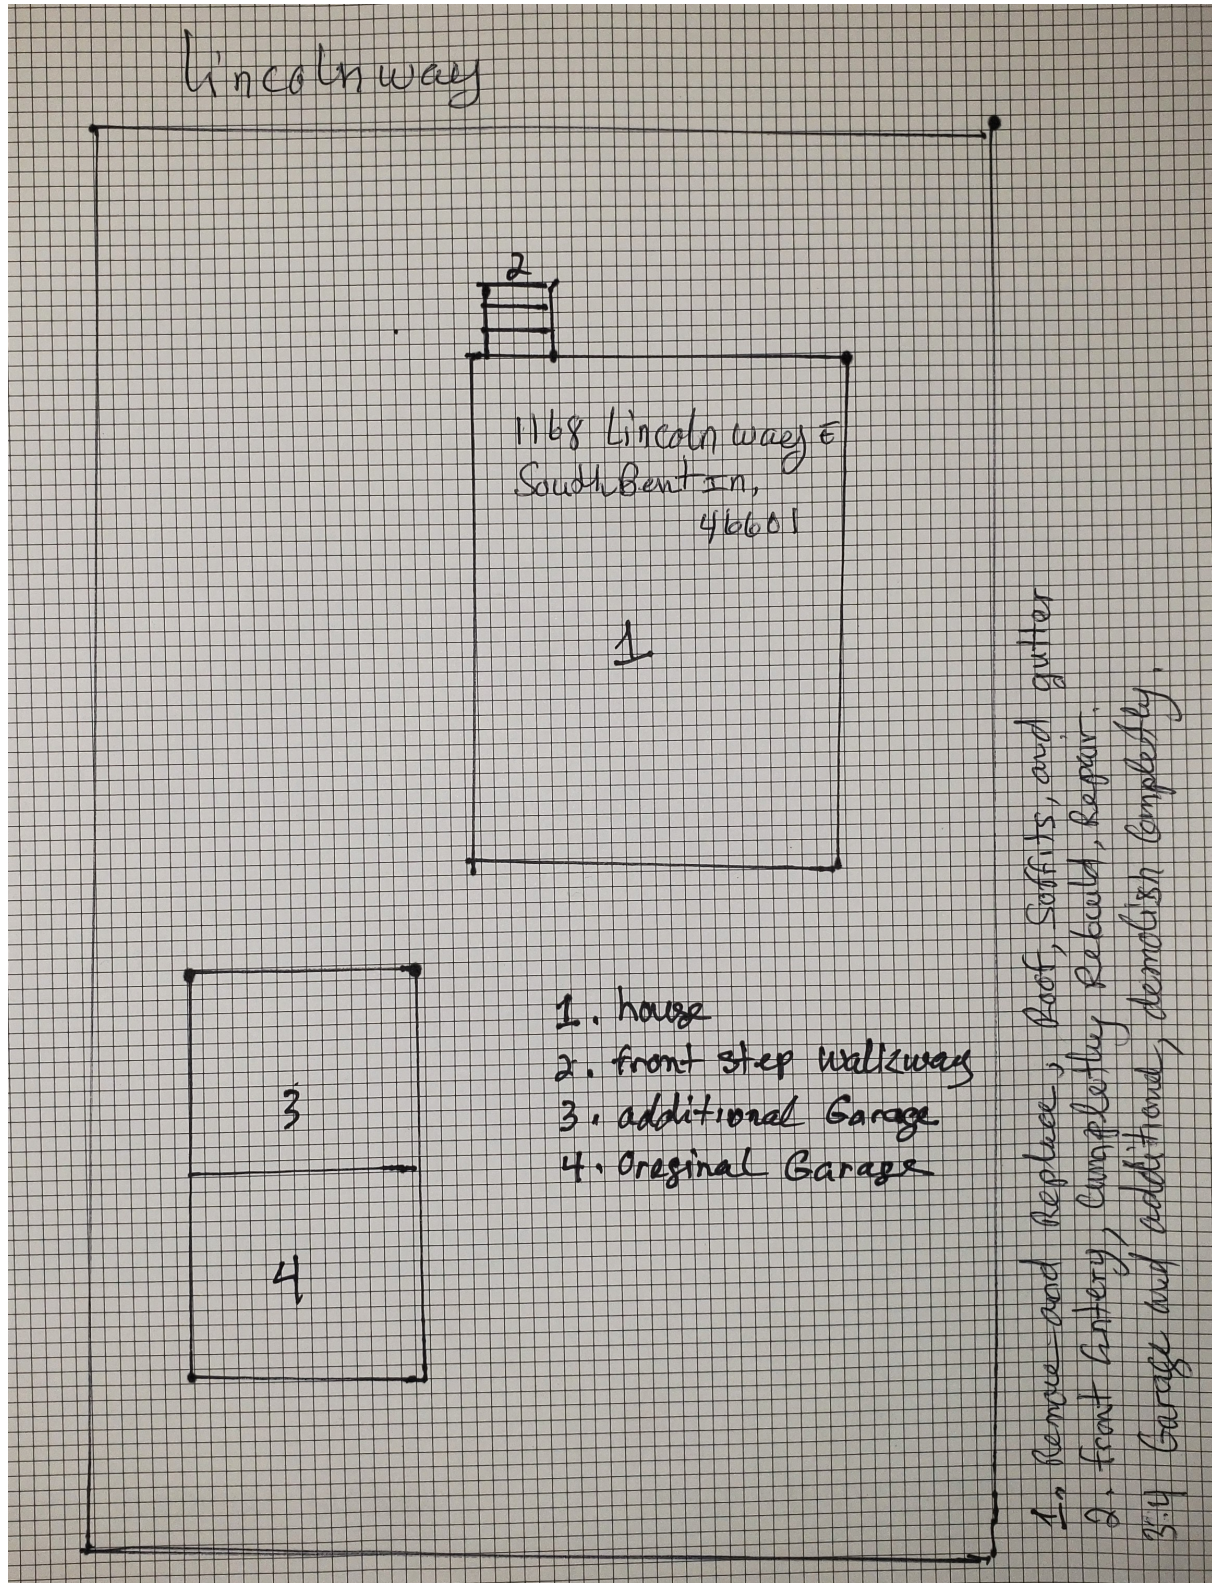 Lincolnway
2
1168 Lincoln way E
South Bent In,
46601
1
3
4
1. house
2. front step walkway
3. additional Garage
4. Oreginal Garage
1. Remove and Replace, Roof, Soffits, and gutter
2. front Entery, Completly Rebuild, Repair.
3.4 Garage and additional, demolish Completly.